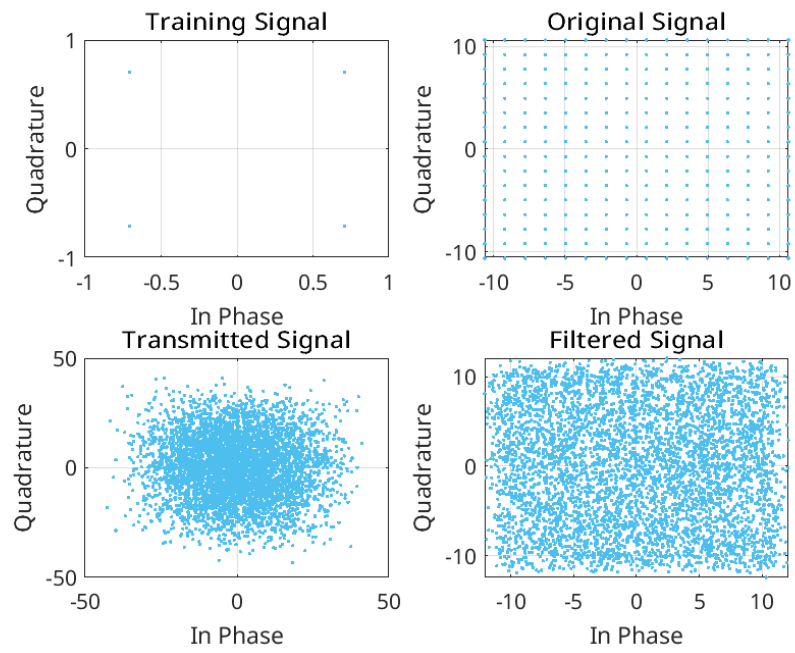 Training Signal
1
0
-1
Quadrature
-1 -0.5 0 0.5 1
In Phase
Original Signal
10
0
-10
Quadrature
-10 -5 0 5 10
In Phase
Transmitted Signal
50
0
-50
Quadrature
-50 0 50
In Phase
Filtered Signal
10
0
-10
Quadrature
-10 -5 0 5 10
In Phase